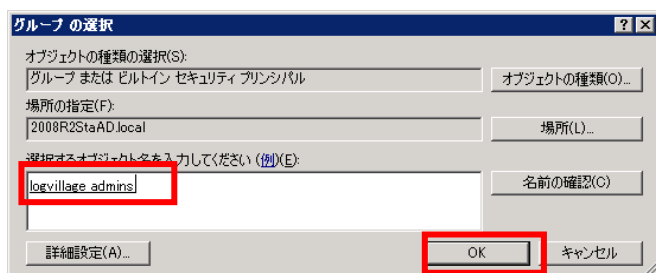 グループ の選択
オブジェクトの種類の選択(S):
グループ または ビルトイン セキュリティ プリンシパル
オブジェクトの種類(O)...
場所の指定(F):
2008R2StaAD.local
場所(L)...
選択するオブジェクト名を入力してください (例)(E):
logvillage admins
名前の確認(C)
詳細設定(A)...
OK
キャンセル